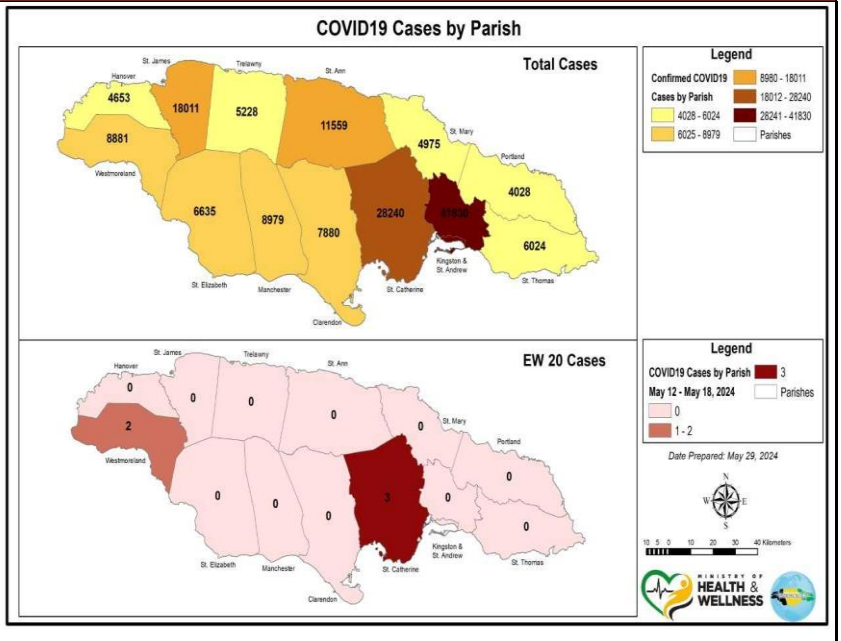 COVID19 Cases by Parish
Total Cases
St. James
Trelawny
St. Ann
Hanover
4653
18011
5228
11559
St. Mary
4975
8881
Portland
Westmoreland
4028
6635
8979
7880
28240
41830
6024
Kingston &
St. Andrew
St. Thomas
St. Elizabeth
Manchester
St. Catherine
Clarendon
Legend
Confirmed COVID19
Cases by Parish
4028 - 6024
6025 - 8979
8980 - 18011
18012 - 28240
28241 - 41830
Parishes
EW 20 Cases
St. James
Trelawny
St. Ann
Hanover
0
0
0
0
0
St. Mary
2
Portland
Westmoreland
0
0
0
0
3
0
0
Kingston &
St. Andrew
St. Thomas
St. Elizabeth
Manchester
St. Catherine
Clarendon
Legend
COVID19 Cases by Parish
May 12 - May 18, 2024
0
1 - 2
3
Parishes
Date Prepared: May 29, 2024
N
W E
S
10 5 0 10 20 30 40 Kilometers
MINISTRY OF
HEALTH &
WELLNESS